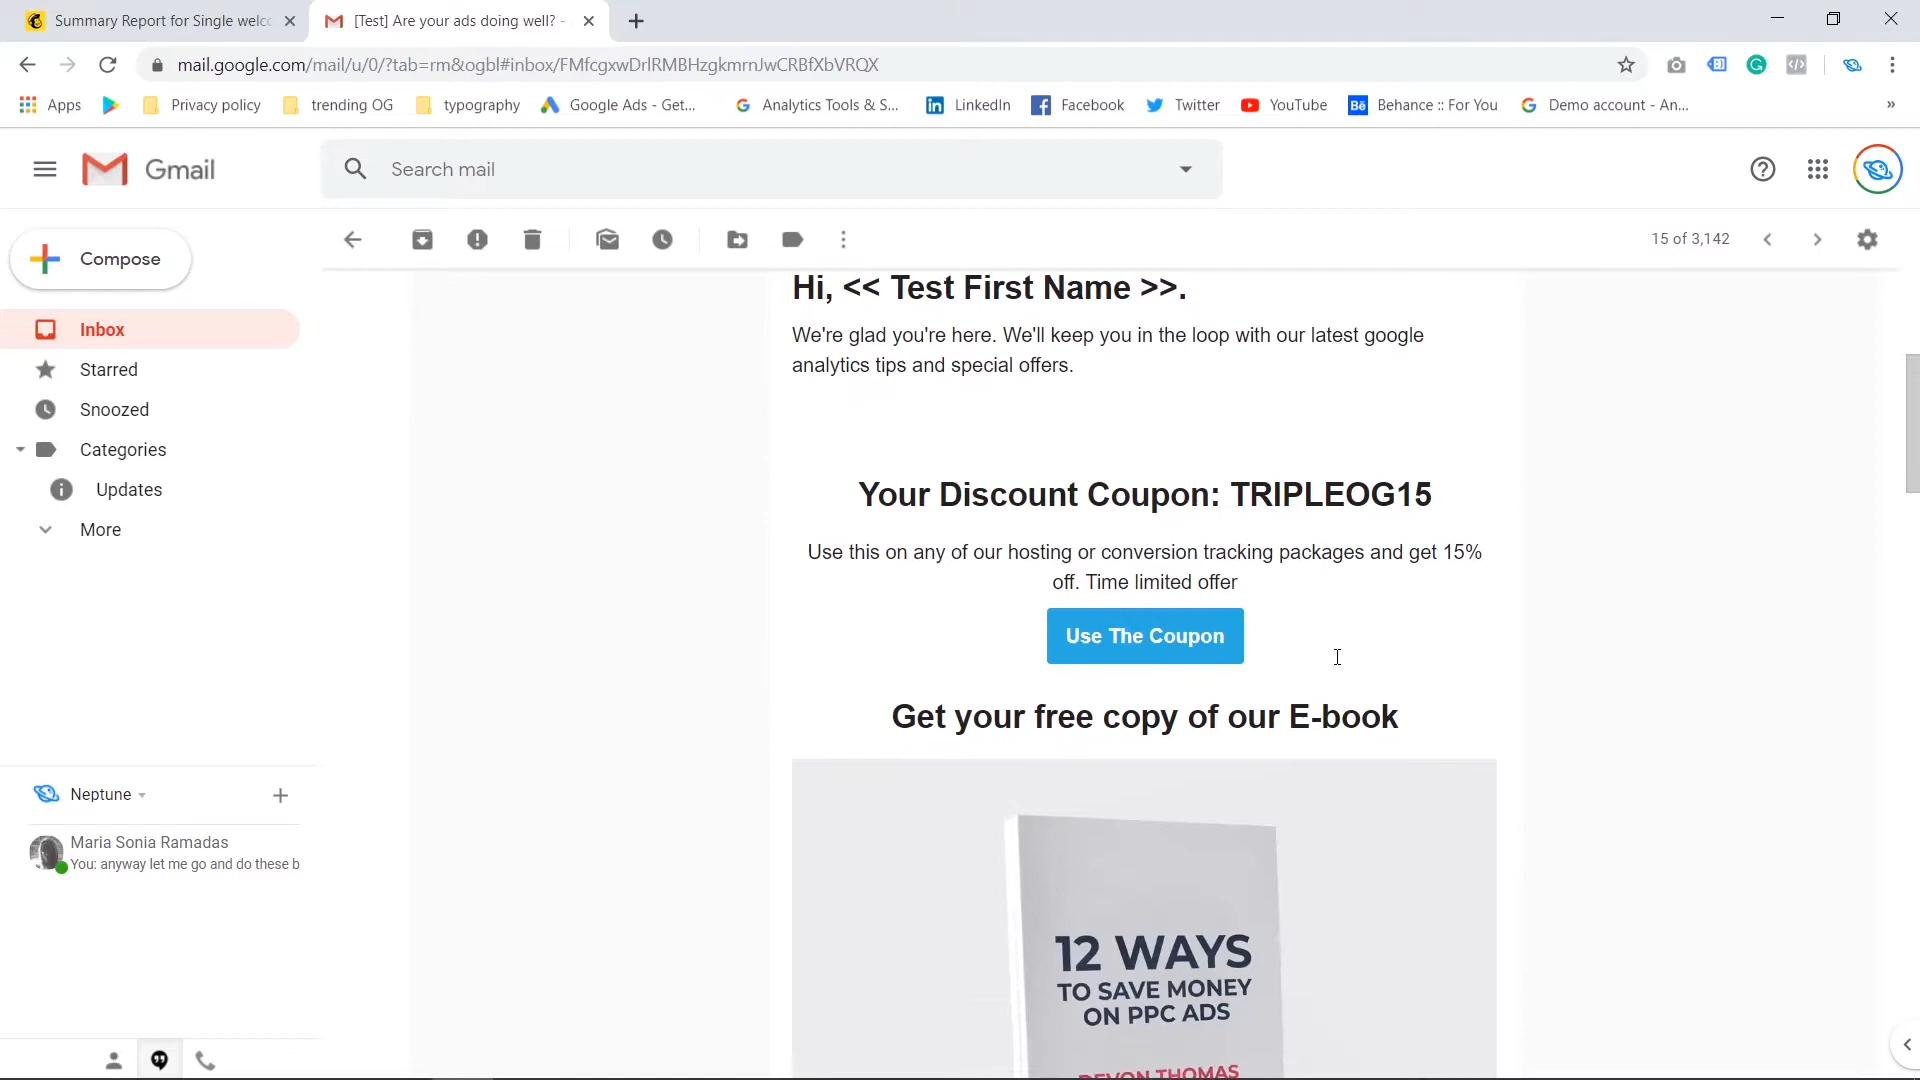 Summary Report for Single welc
[Test] Are your ads doing well? -
mail.google.com/mail/u/0/?tab=rm&ogbl#inbox/FMfcgxwDrlRMBHzgkmrnJwCRBfXbVRQX
Apps
Privacy policy
trending OG
typography
Google Ads - Get...
Analytics Tools & S...
LinkedIn
Facebook
Twitter
YouTube
Behance :: For You
Demo account - An...
Gmail
Search mail
Compose
15 of 3,142
Inbox
Starred
Snoozed
Categories
Updates
More
Neptune
Maria Sonia Ramadas
You: anyway let me go and do these b
Hi, << Test First Name >>.
We're glad you're here. We'll keep you in the loop with our latest google
analytics tips and special offers.
Your Discount Coupon: TRIPLEOG15
Use this on any of our hosting or conversion tracking packages and get 15%
off. Time limited offer
Use The Coupon
Get your free copy of our E-book
12 WAYS
TO SAVE MONEY
ON PPC ADS
DEVON THOMAS